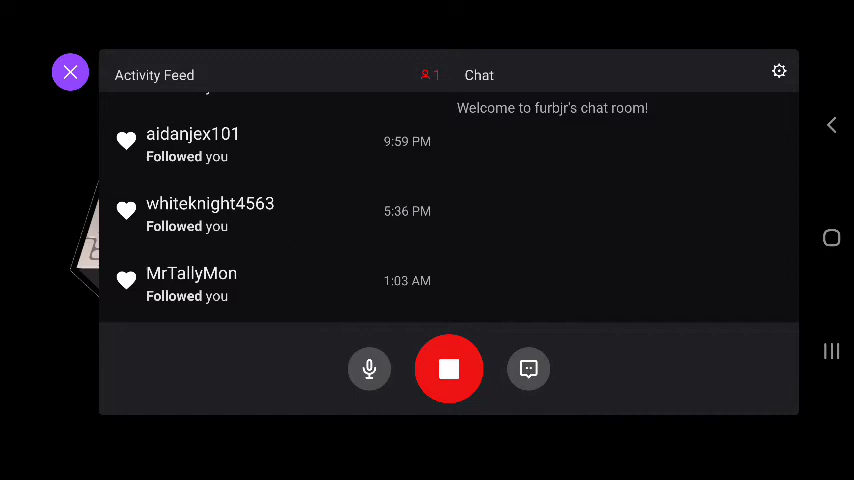 Activity Feed
1
Chat
Welcome to furbjr's chat room!
aidanjex101
Followed you
9:59 PM
whiteknight4563
Followed you
5:36 PM
MrTallyMon
Followed you
1:03 AM